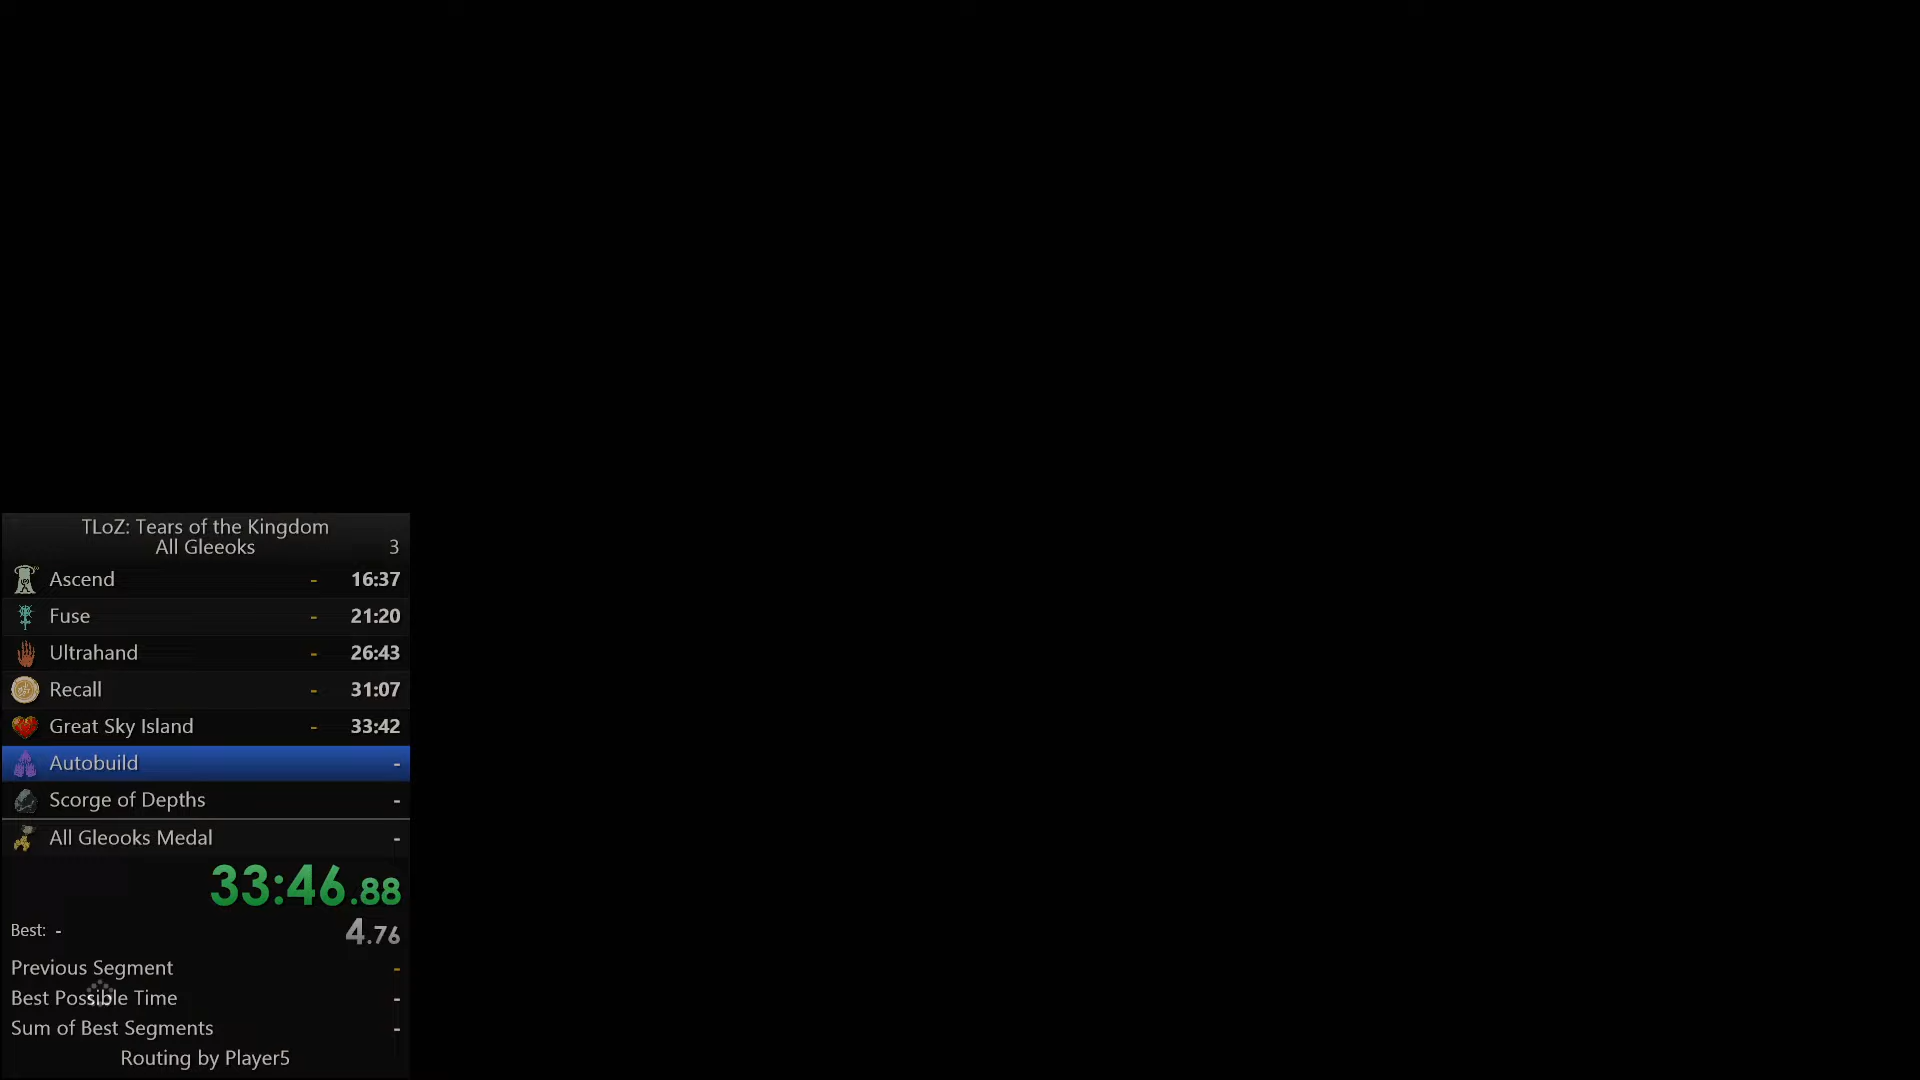 TLoZ: Tears of the Kingdom
All Gleeoks 3
Ascend - 16:37
Fuse - 21:20
Ultrahand - 26:43
Recall - 31:07
Great Sky Island - 33:42
Autobuild -
Scorge of Depths -
All Gleooks Medal -
33:46.88
Best: - 4.76
Previous Segment -
Best Possible Time -
Sum of Best Segments -
Routing by Player5